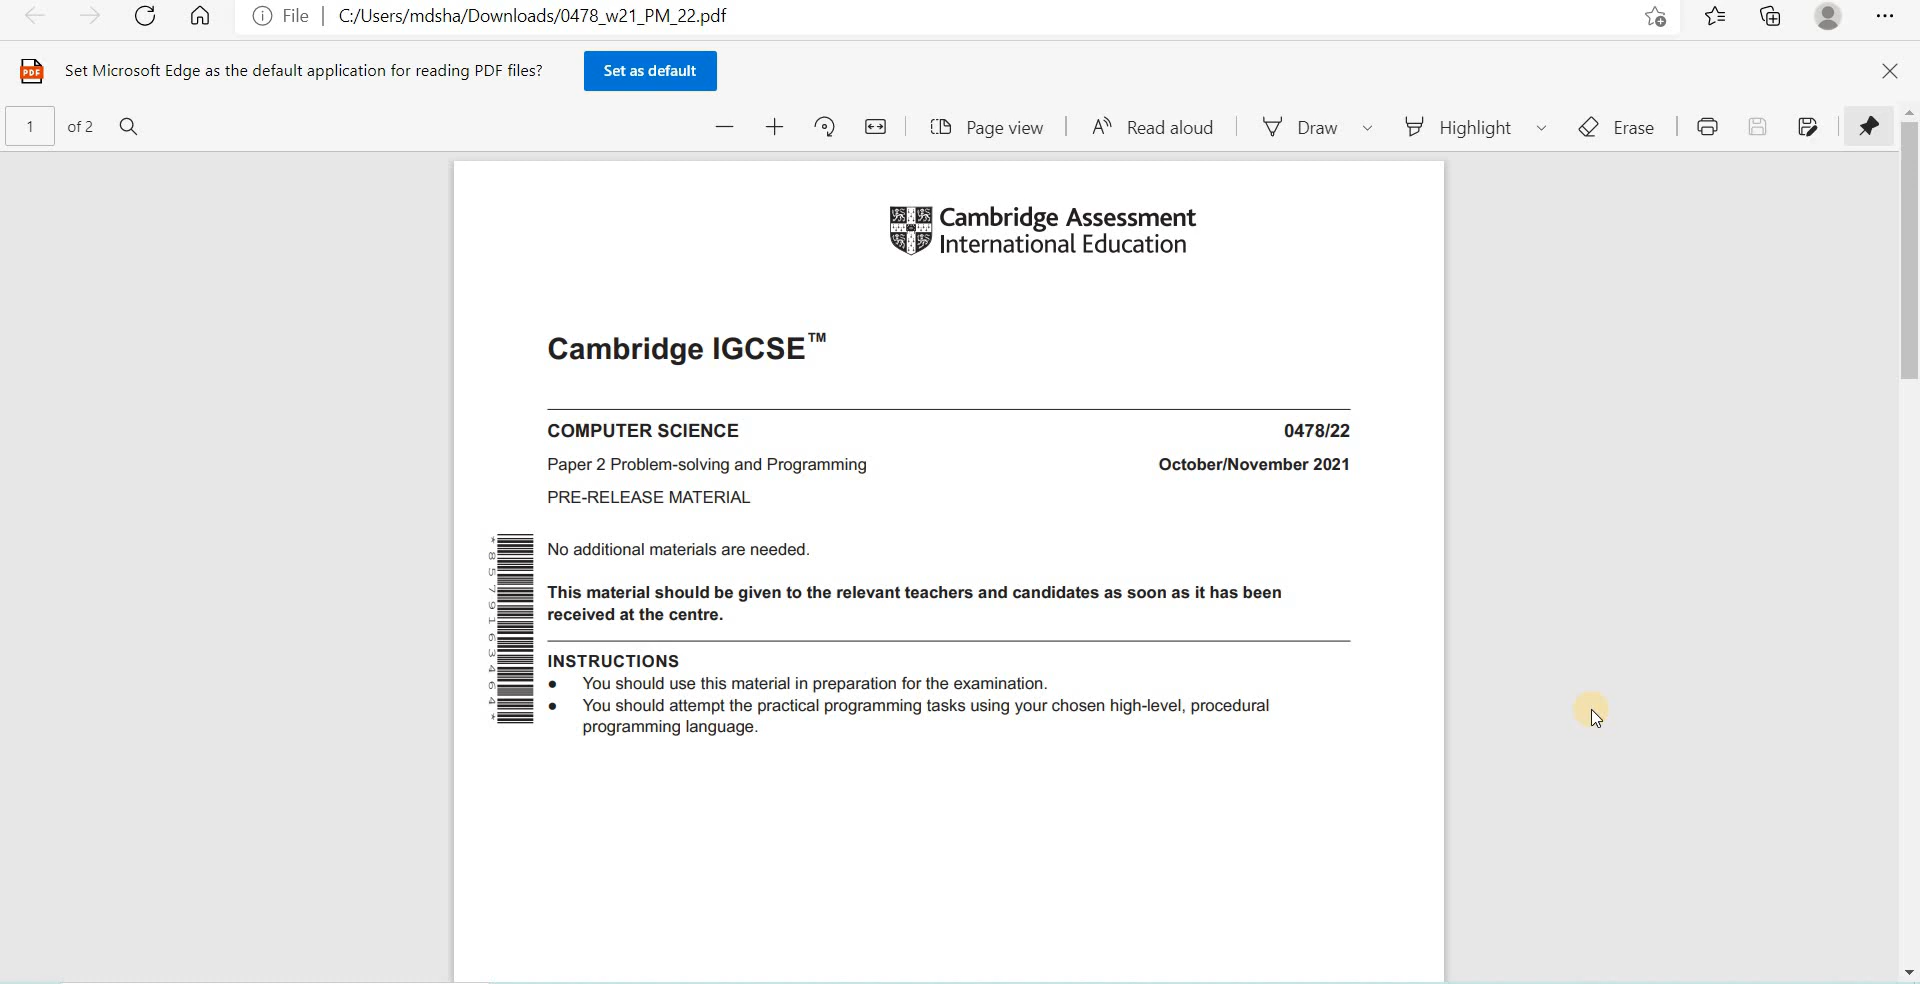 File | C:/Users/mdsha/Downloads/0478_w21_PM_22.pdf
PDF Set Microsoft Edge as the default application for reading PDF files? Set as default
1 of 2 Page view Read aloud Draw Highlight Erase
Cambridge Assessment
International Education
Cambridge IGCSE™
COMPUTER SCIENCE 0478/22
Paper 2 Problem-solving and Programming October/November 2021
PRE-RELEASE MATERIAL
*8579163464*
No additional materials are needed.
This material should be given to the relevant teachers and candidates as soon as it has been
received at the centre.
INSTRUCTIONS
● You should use this material in preparation for the examination.
● You should attempt the practical programming tasks using your chosen high-level, procedural
programming language.